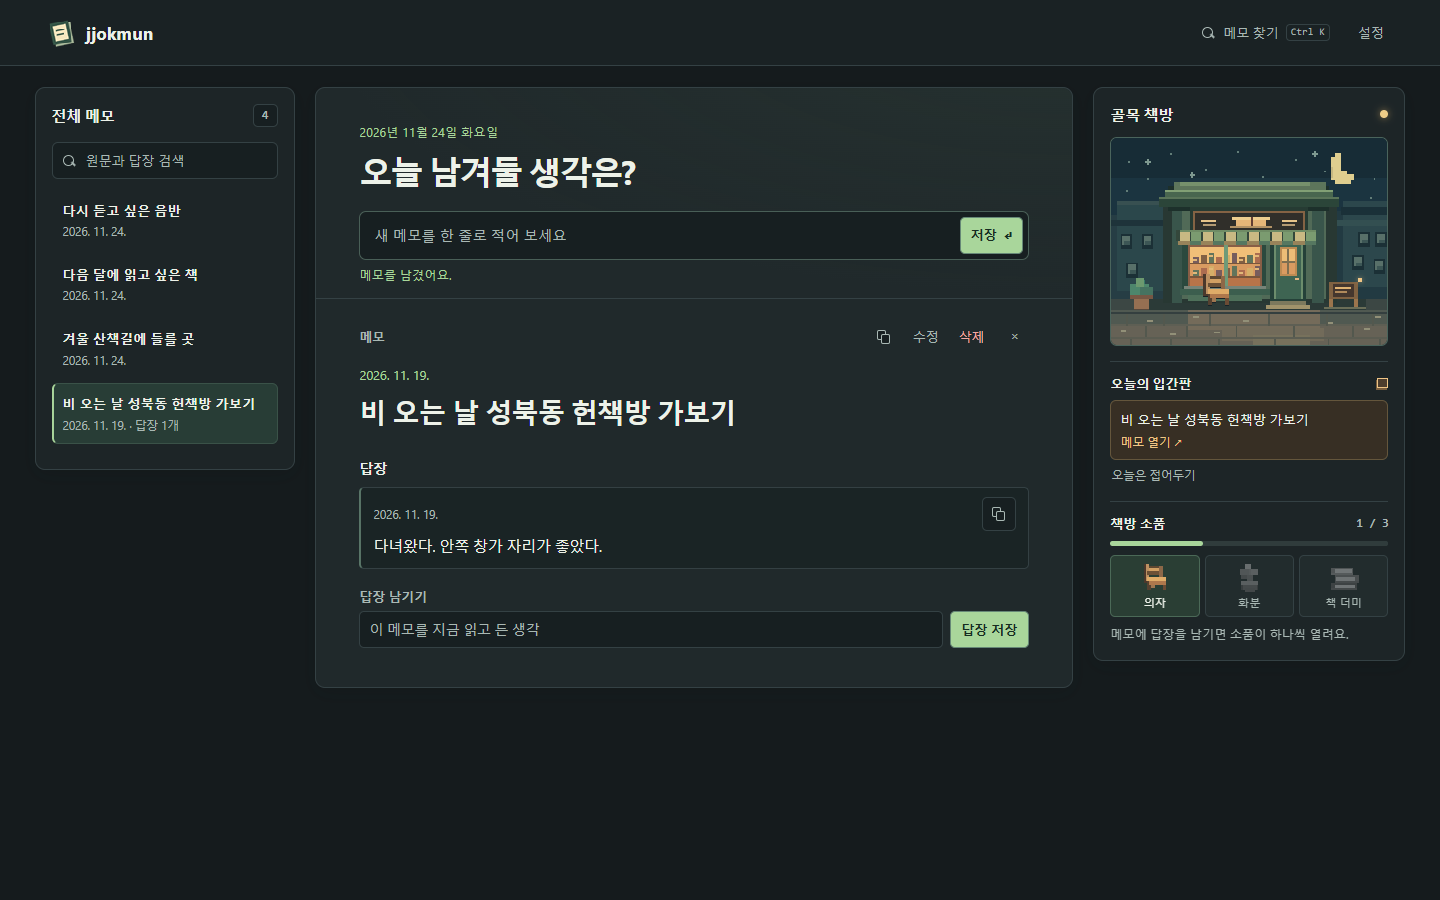 jjokmun
메모 찾기 Ctrl K 설정
전체 메모 4
원문과 답장 검색
다시 듣고 싶은 음반
2026. 11. 24.
다음 달에 읽고 싶은 책
2026. 11. 24.
겨울 산책길에 들를 곳
2026. 11. 24.
비 오는 날 성북동 헌책방 가보기
2026. 11. 19. · 답장 1개
2026년 11월 24일 화요일
오늘 남겨둘 생각은?
새 메모를 한 줄로 적어 보세요 저장 ↵
메모를 남겼어요.
메모 수정 삭제 ×
2026. 11. 19.
비 오는 날 성북동 헌책방 가보기
답장
2026. 11. 19.
다녀왔다. 안쪽 창가 자리가 좋았다.
답장 남기기
이 메모를 지금 읽고 든 생각 답장 저장
골목 책방
오늘의 입간판
비 오는 날 성북동 헌책방 가보기
메모 열기 ↗
오늘은 접어두기
책방 소품 1 / 3
의자 화분 책 더미
메모에 답장을 남기면 소품이 하나씩 열려요.